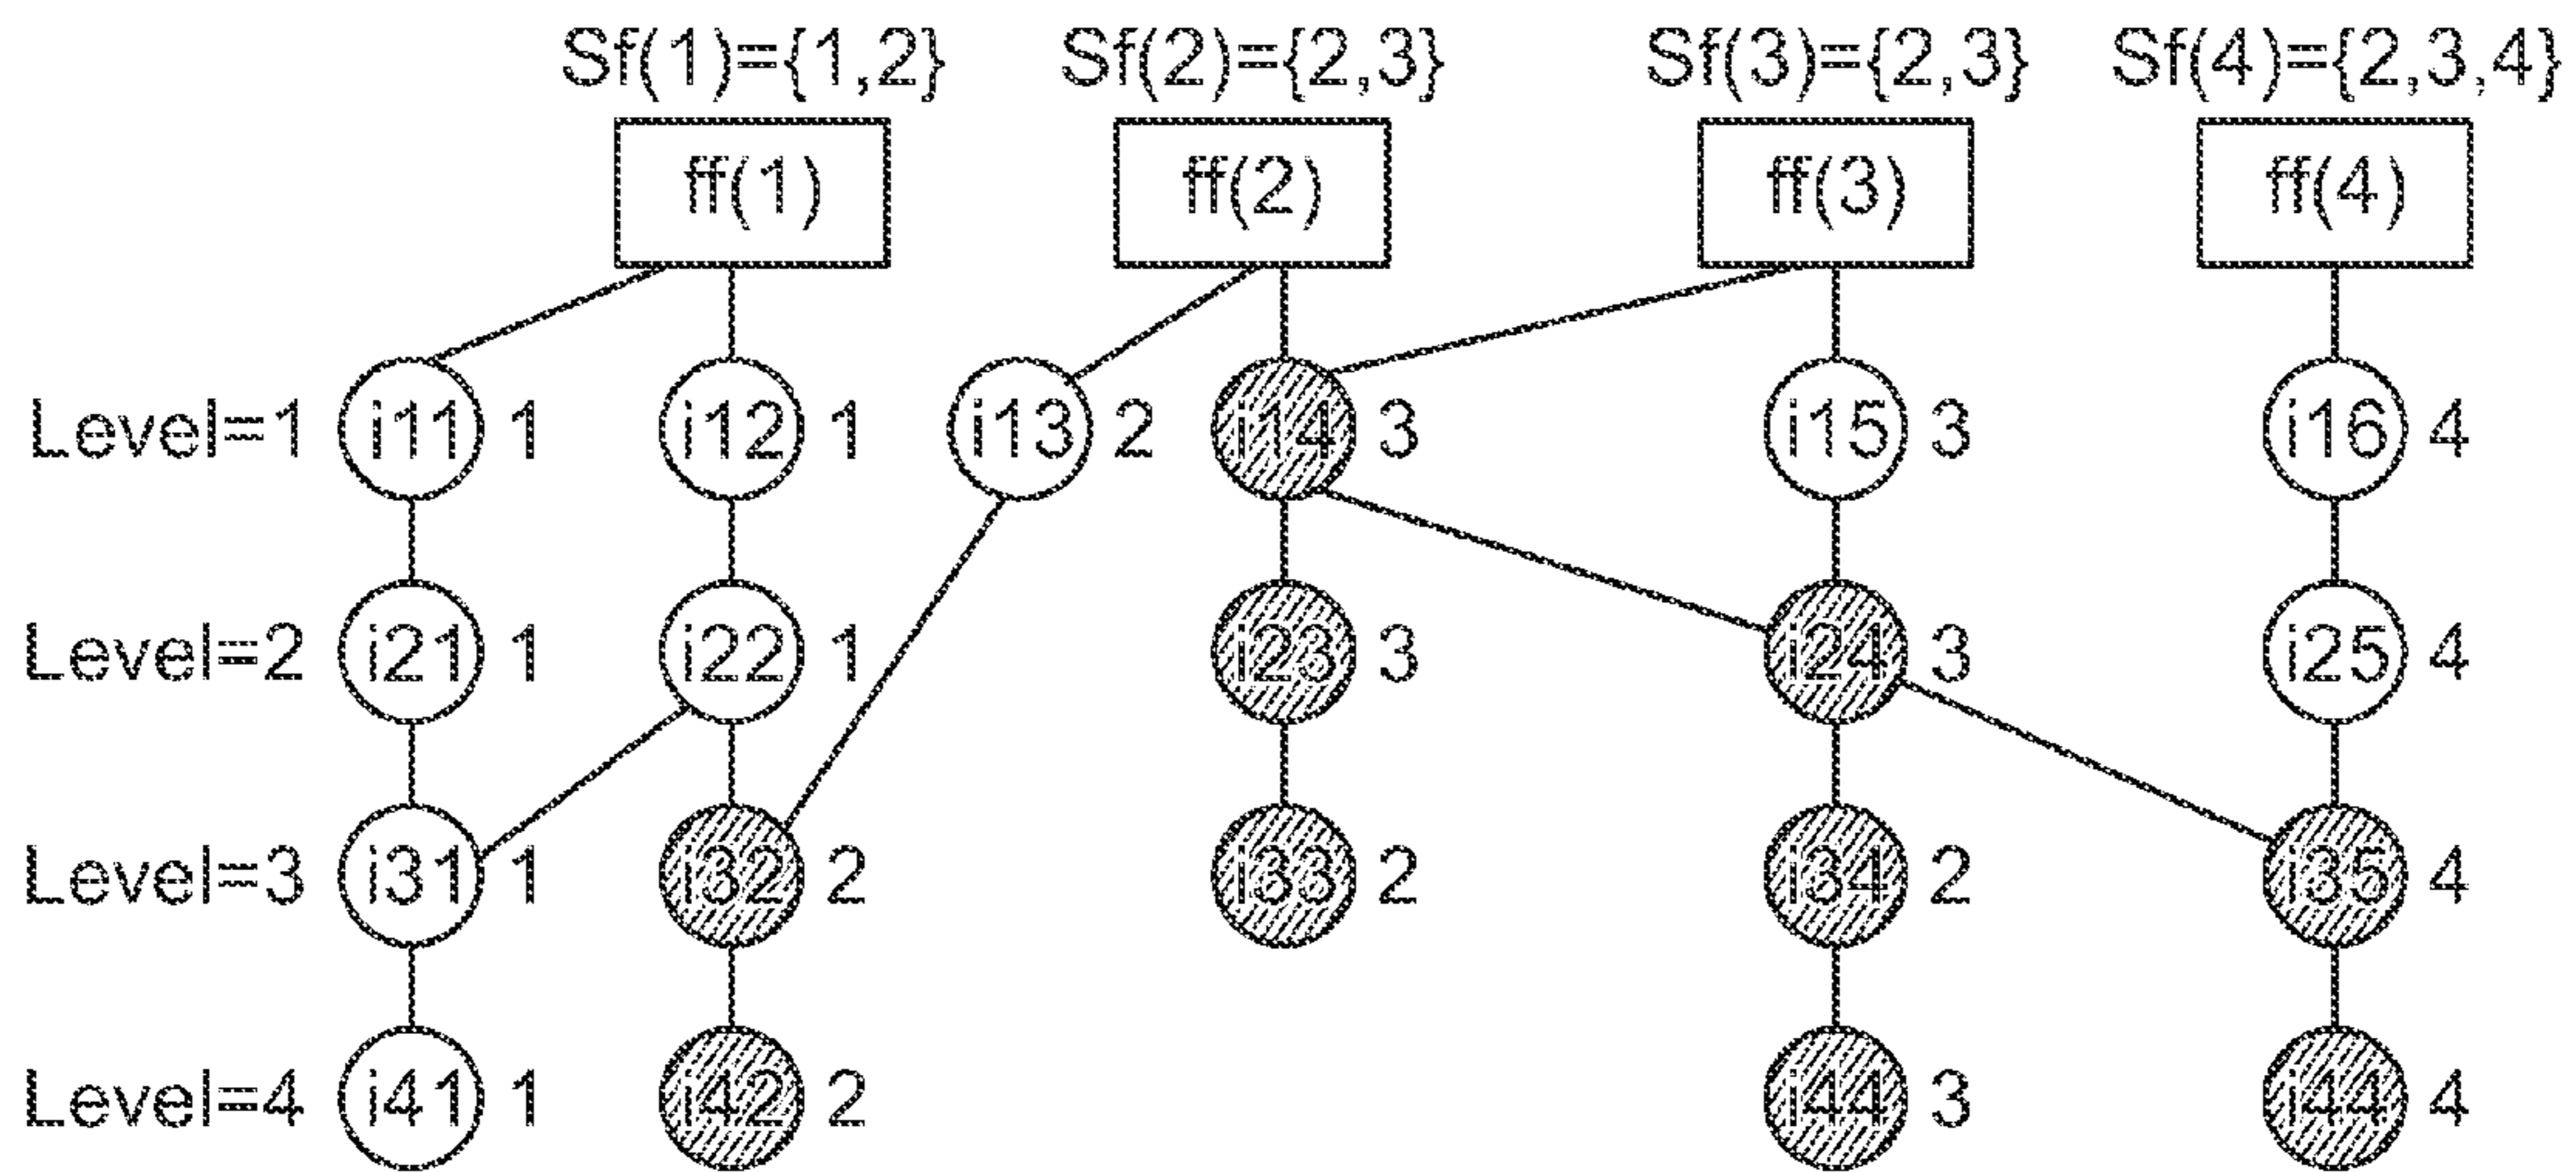 Sf(1)={1,2} Sf(2)={2,3} Sf(3)={2,3} Sf(4)={2,3,4}
ff(1) ff(2) ff(3) ff(4)
Level=1 i11 1 i12 1 i13 2 i14 3 i15 3 i16 4
Level=2 i21 1 i22 1 i23 3 i24 3 i25 4
Level=3 i31 1 i32 2 i33 2 i34 2 i35 4
Level=4 i41 1 i42 2 i44 3 i44 4